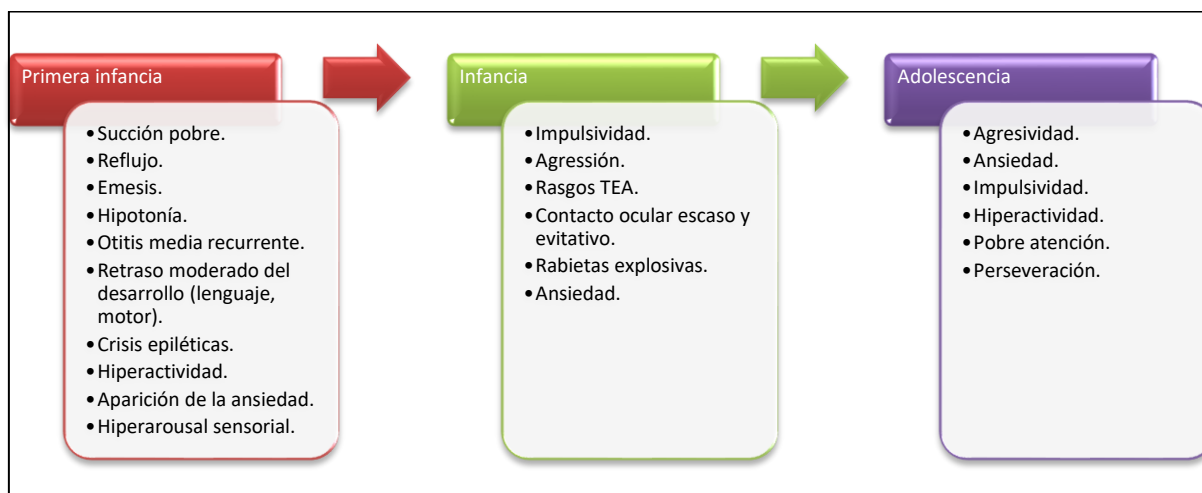 Primera infancia
•Succión pobre.
•Reflujo.
•Emesis.
•Hipotonía.
•Otitis media recurrente.
•Retraso moderado del
desarrollo (lenguaje,
motor).
•Crisis epiléticas.
•Hiperactividad.
•Aparición de la ansiedad.
•Hiperarousal sensorial.
Infancia
•Impulsividad.
•Agressión.
•Rasgos TEA.
•Contacto ocular escaso y
evitativo.
•Rabietas explosivas.
•Ansiedad.
Adolescencia
•Agresividad.
•Ansiedad.
•Impulsividad.
•Hiperactividad.
•Pobre atención.
•Perseveración.